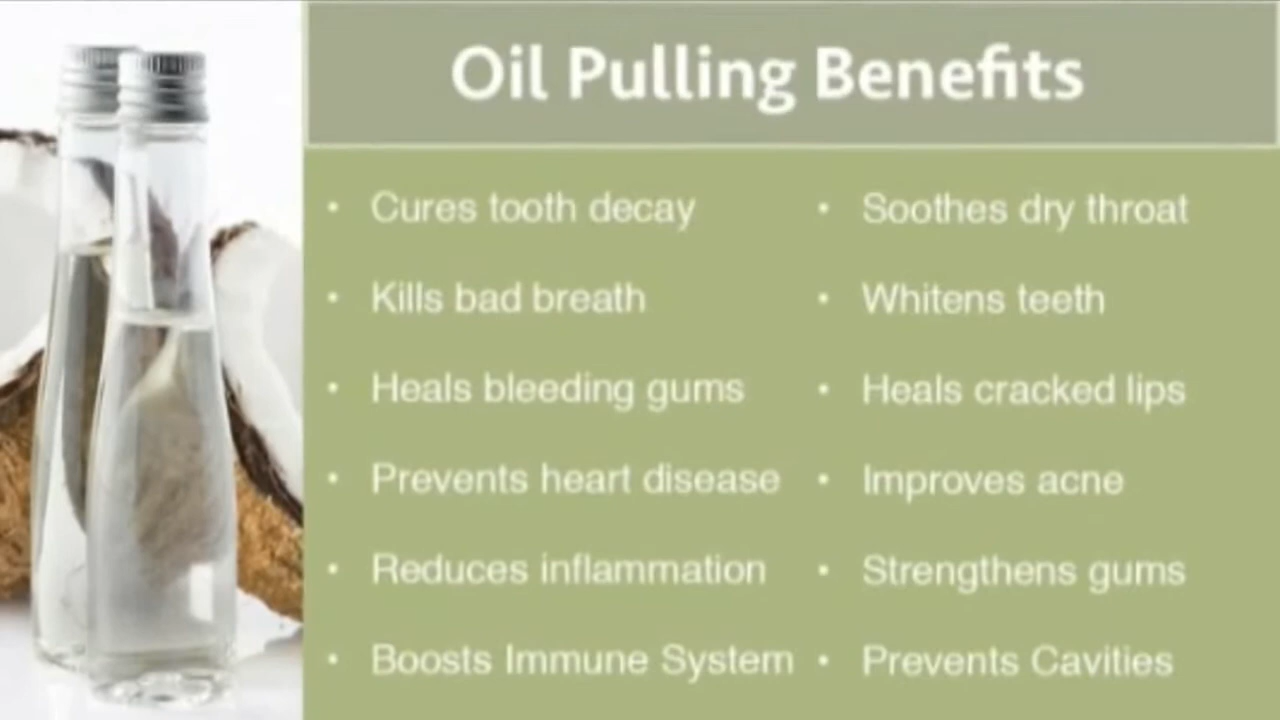 Oil Pulling Benefits
• Cures tooth decay
• Kills bad breath
• Heals bleeding gums
• Prevents heart disease
• Reduces inflammation
• Boosts Immune System
• Soothes dry throat
• Whitens teeth
• Heals cracked lips
• Improves acne
• Strengthens gums
• Prevents Cavities